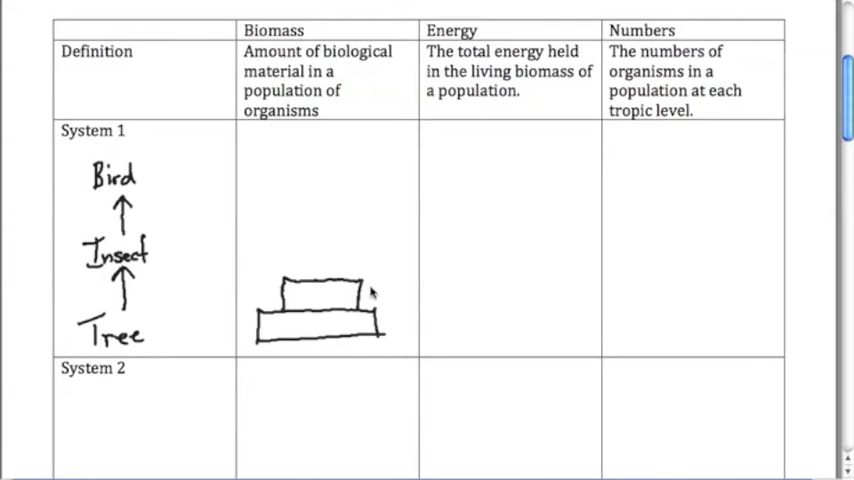 Biomass Energy Numbers
Definition
Amount of biological
material in a
population of
organisms
The total energy held
in the living biomass of
a population.
The numbers of
organisms in a
population at each
tropic level.
System 1
Bird
Insect
Tree
System 2